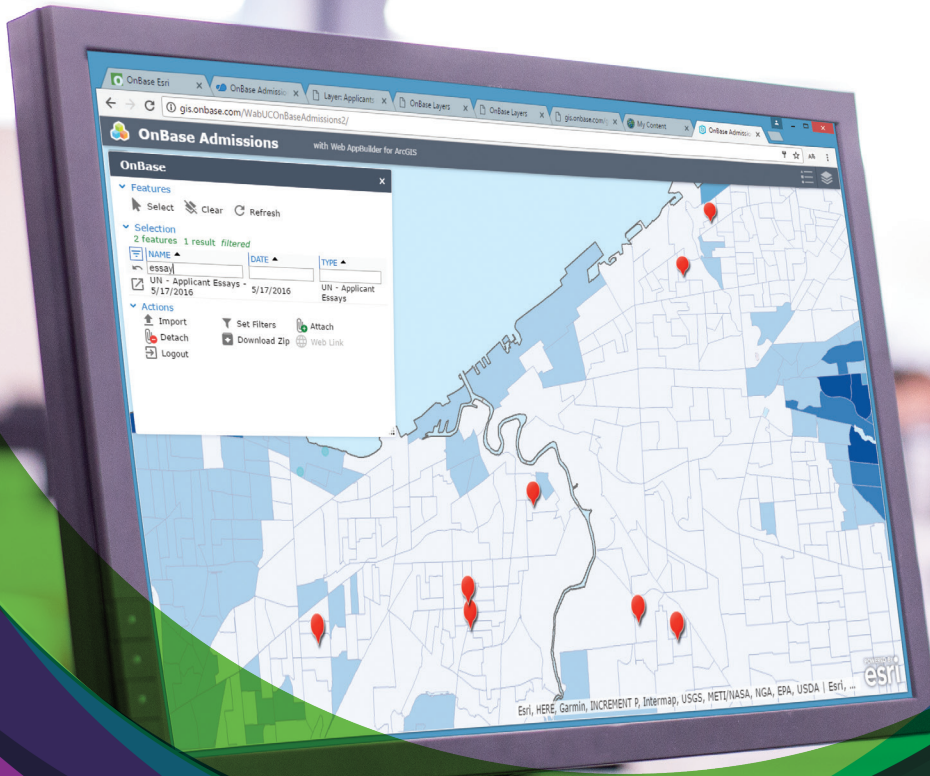 OnBase Esri
OnBase Admissio
Layer: Applicants
OnBase Layers
OnBase Layers
gis.onbase.com
My Content
OnBase Admissio
gis.onbase.com/WabUCOnBaseAdmissions2/
OnBase Admissions with Web AppBuilder for ArcGIS
OnBase x
Features
Select Clear Refresh
Selection
2 features 1 result filtered
NAME DATE TYPE
essay
UN - Applicant Essays - 5/17/2016 UN - Applicant
5/17/2016 Essays
Actions
Import Set Filters Attach
Detach Download Zip Web Link
Logout
esri
Esri, HERE, Garmin, INCREMENT P, Intermap, USGS, METI/NASA, NGA, EPA, USDA | Esri, ...